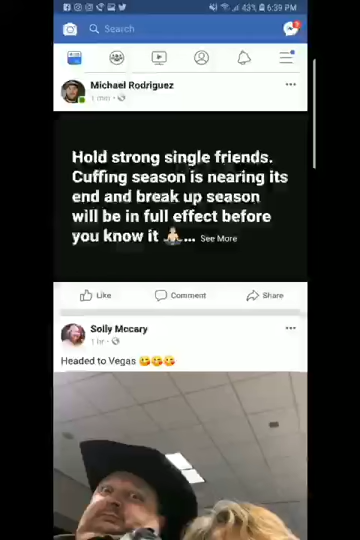 43% 6:39 PM
Search
Michael Rodriguez
1 min
Hold strong single friends.
Cuffing season is nearing its
end and break up season
will be in full effect before
you know it 🧘... See More
Like Comment Share
Solly Mccary
1 hr
Headed to Vegas 😋😋😋